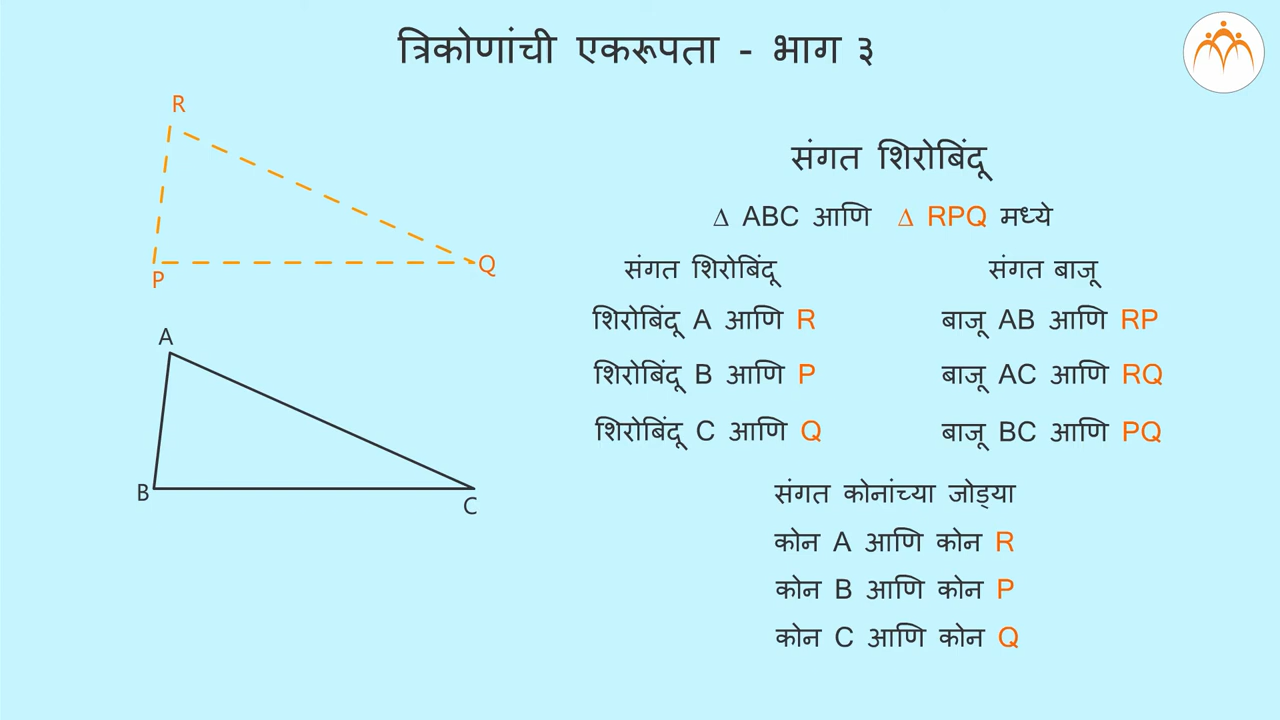 त्रिकोणांची एकरूपता - भाग ३
R
P
Q
A
B
C
संगत शिरोबिंदू
Δ ABC आणि Δ RPQ मध्ये
संगत शिरोबिंदू
शिरोबिंदू A आणि R
शिरोबिंदू B आणि P
शिरोबिंदू C आणि Q
संगत बाजू
बाजू AB आणि RP
बाजू AC आणि RQ
बाजू BC आणि PQ
संगत कोनांच्या जोड्या
कोन A आणि कोन R
कोन B आणि कोन P
कोन C आणि कोन Q